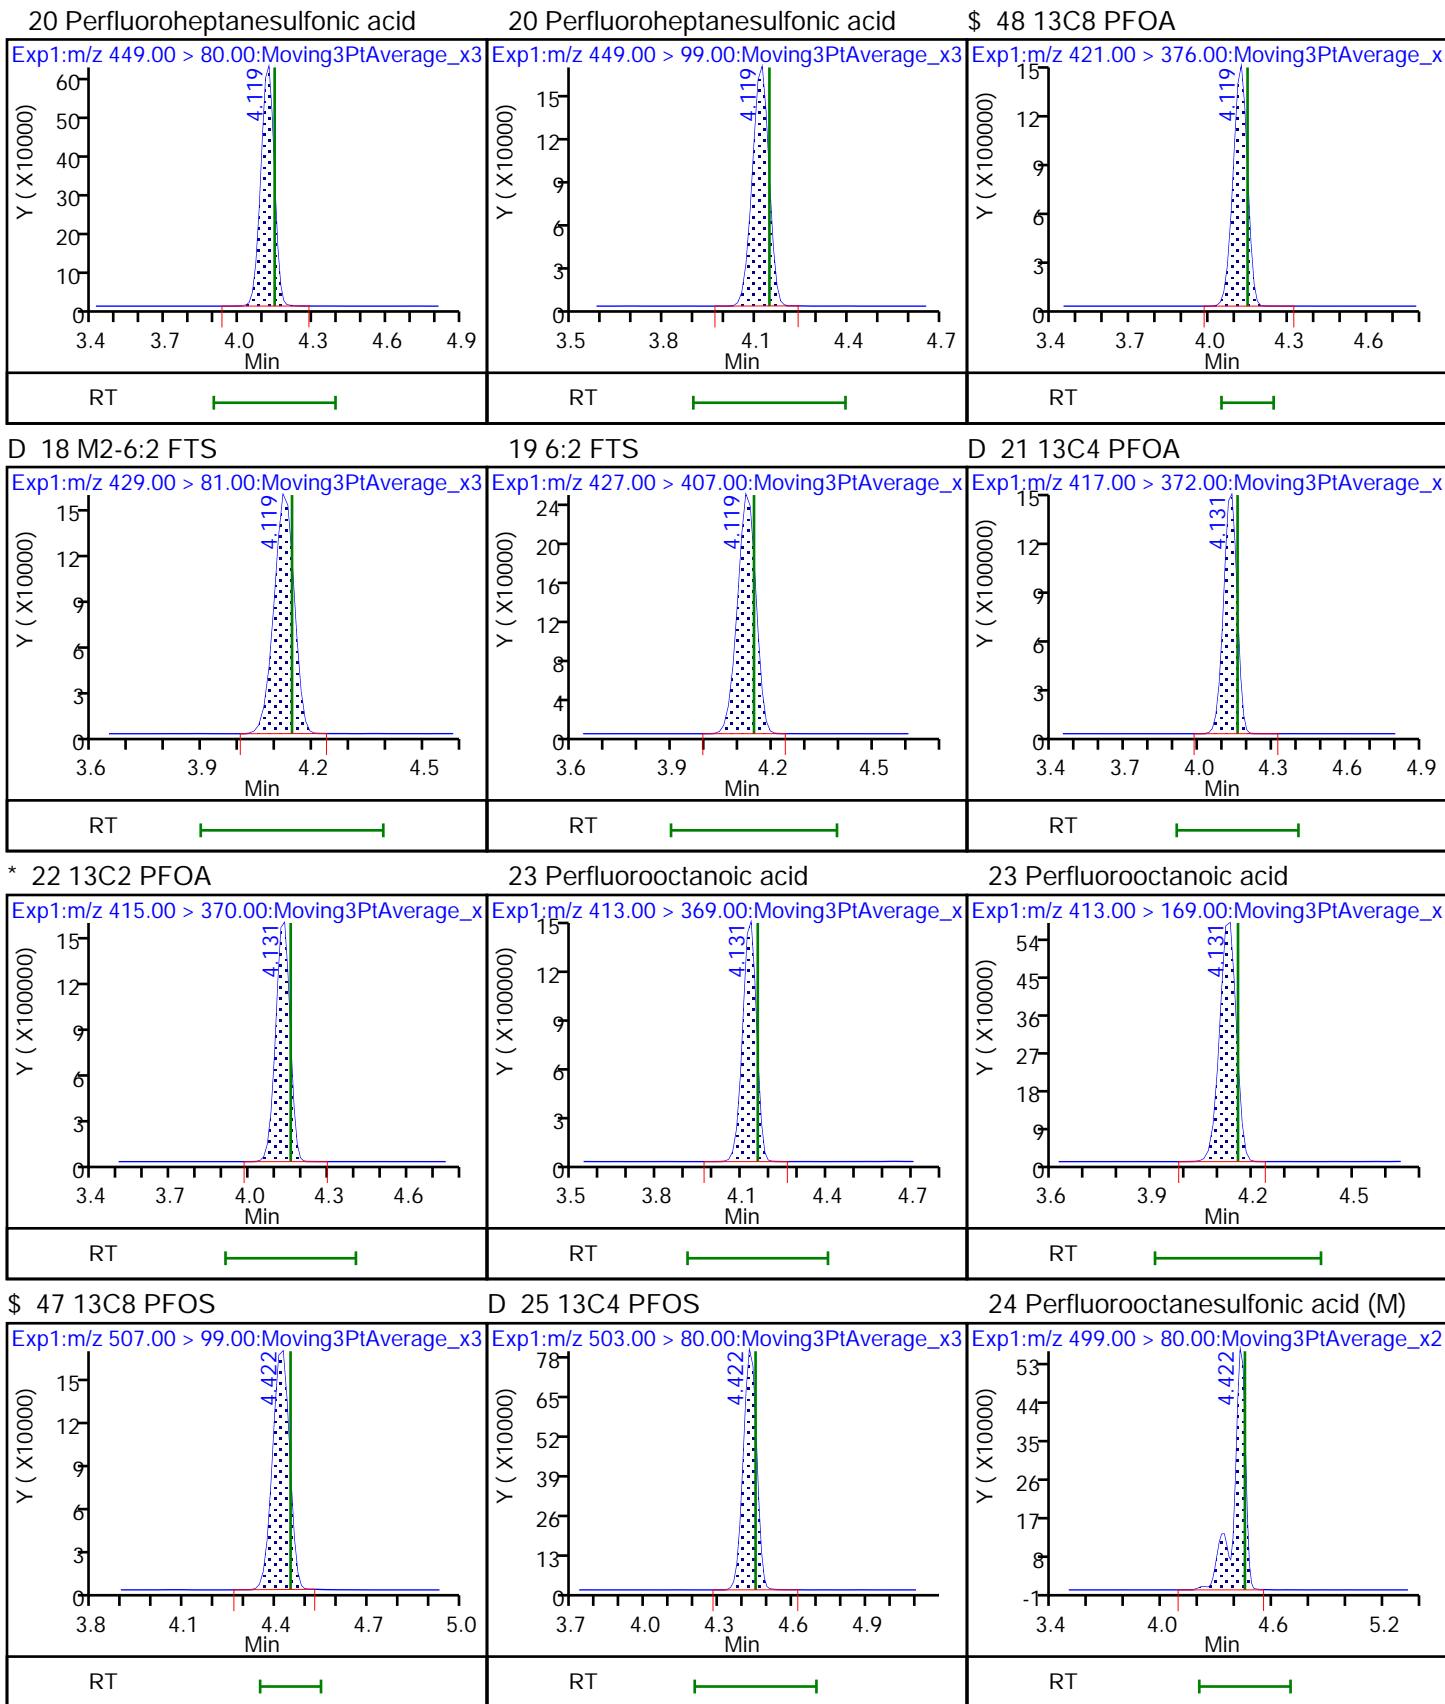 20 Perfluoroheptanesulfonic acid
Exp1:m/z 449.00 > 80.00:Moving3PtAverage_x3
4.119
Y ( X10000)
60
50
40
30
20
10
0
3.4 3.7 4.0 4.3 4.6 4.9
Min
RT
20 Perfluoroheptanesulfonic acid
Exp1:m/z 449.00 > 99.00:Moving3PtAverage_x3
4.119
Y ( X10000)
15
12
9
6
3
0
3.5 3.8 4.1 4.4 4.7
Min
RT
$ 48 13C8 PFOA
Exp1:m/z 421.00 > 376.00:Moving3PtAverage_x
4.119
Y ( X100000)
15
12
9
6
3
0
3.4 3.7 4.0 4.3 4.6
Min
RT
D 18 M2-6:2 FTS
Exp1:m/z 429.00 > 81.00:Moving3PtAverage_x3
4.119
Y ( X10000)
15
12
9
6
3
0
3.6 3.9 4.2 4.5
Min
RT
19 6:2 FTS
Exp1:m/z 427.00 > 407.00:Moving3PtAverage_x
4.119
Y ( X10000)
24
20
16
12
8
4
0
3.6 3.9 4.2 4.5
Min
RT
D 21 13C4 PFOA
Exp1:m/z 417.00 > 372.00:Moving3PtAverage_x
4.131
Y ( X100000)
15
12
9
6
3
0
3.4 3.7 4.0 4.3 4.6 4.9
Min
RT
* 22 13C2 PFOA
Exp1:m/z 415.00 > 370.00:Moving3PtAverage_x
4.131
Y ( X100000)
15
12
9
6
3
0
3.4 3.7 4.0 4.3 4.6
Min
RT
23 Perfluorooctanoic acid
Exp1:m/z 413.00 > 369.00:Moving3PtAverage_x
4.131
Y ( X100000)
15
12
9
6
3
0
3.5 3.8 4.1 4.4 4.7
Min
RT
23 Perfluorooctanoic acid
Exp1:m/z 413.00 > 169.00:Moving3PtAverage_x
4.131
Y ( X10000)
54
45
36
27
18
9
0
3.6 3.9 4.2 4.5
Min
RT
$ 47 13C8 PFOS
Exp1:m/z 507.00 > 99.00:Moving3PtAverage_x3
4.422
Y ( X10000)
15
12
9
6
3
0
3.8 4.1 4.4 4.7 5.0
Min
RT
D 25 13C4 PFOS
Exp1:m/z 503.00 > 80.00:Moving3PtAverage_x3
4.422
Y ( X10000)
78
65
52
39
26
13
0
3.7 4.0 4.3 4.6 4.9
Min
RT
24 Perfluorooctanesulfonic acid (M)
Exp1:m/z 499.00 > 80.00:Moving3PtAverage_x2
4.422
Y ( X10000)
53
44
35
26
17
8
-1
3.4 4.0 4.6 5.2
Min
RT